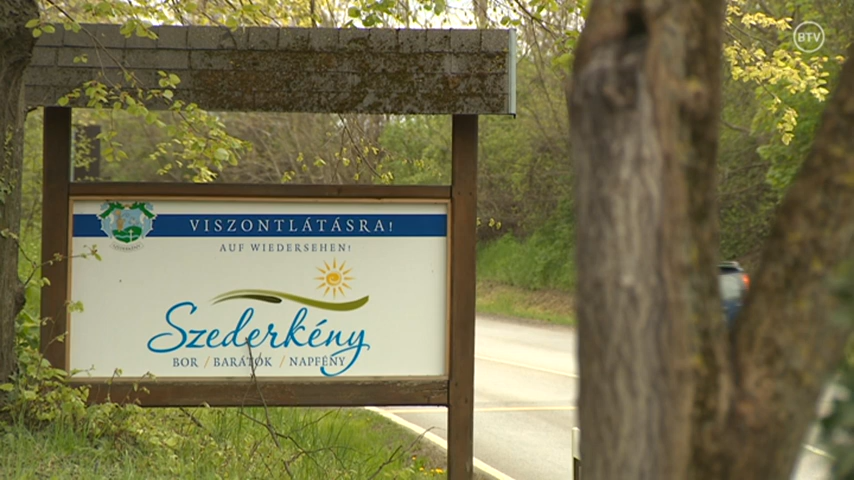 BTV
VISZONTLÁTÁSRA!
AUF WIEDERSEHEN!
Szederkény
BOR / BARÁTOK / NAPFÉNY